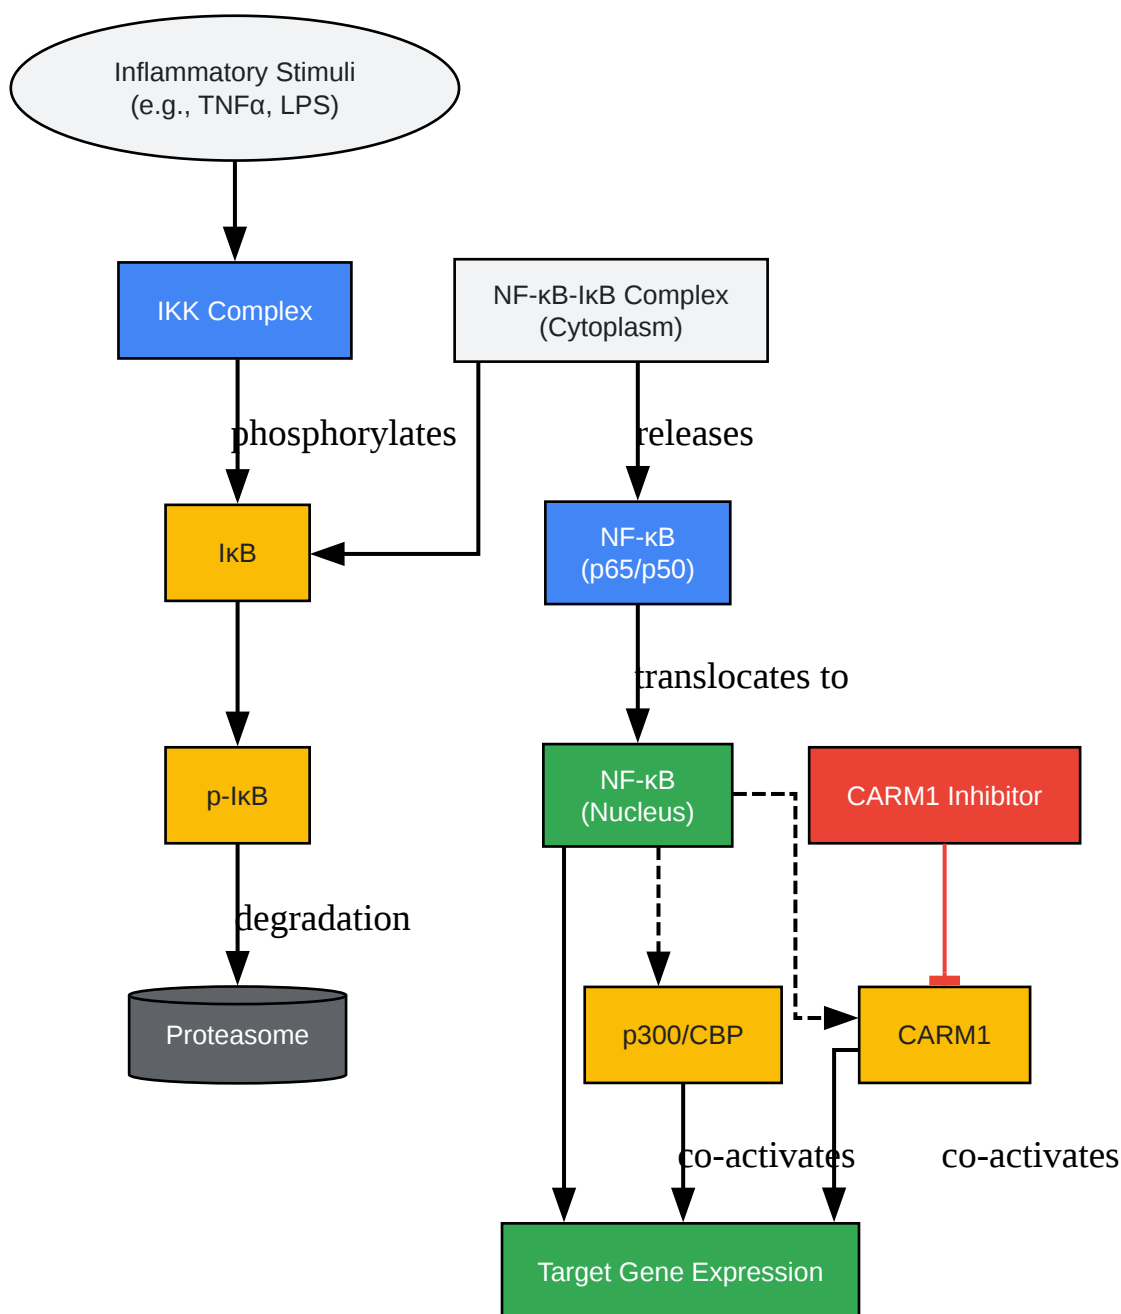 Inflammatory Stimuli
(e.g., TNFα, LPS)
IKK Complex
NF-κB-IκB Complex
(Cytoplasm)
phosphorylates
releases
IκB
NF-κB
(p65/p50)
translocates to
p-IκB
NF-κB
(Nucleus)
CARM1 Inhibitor
degradation
Proteasome
p300/CBP
CARM1
co-activates
co-activates
Target Gene Expression